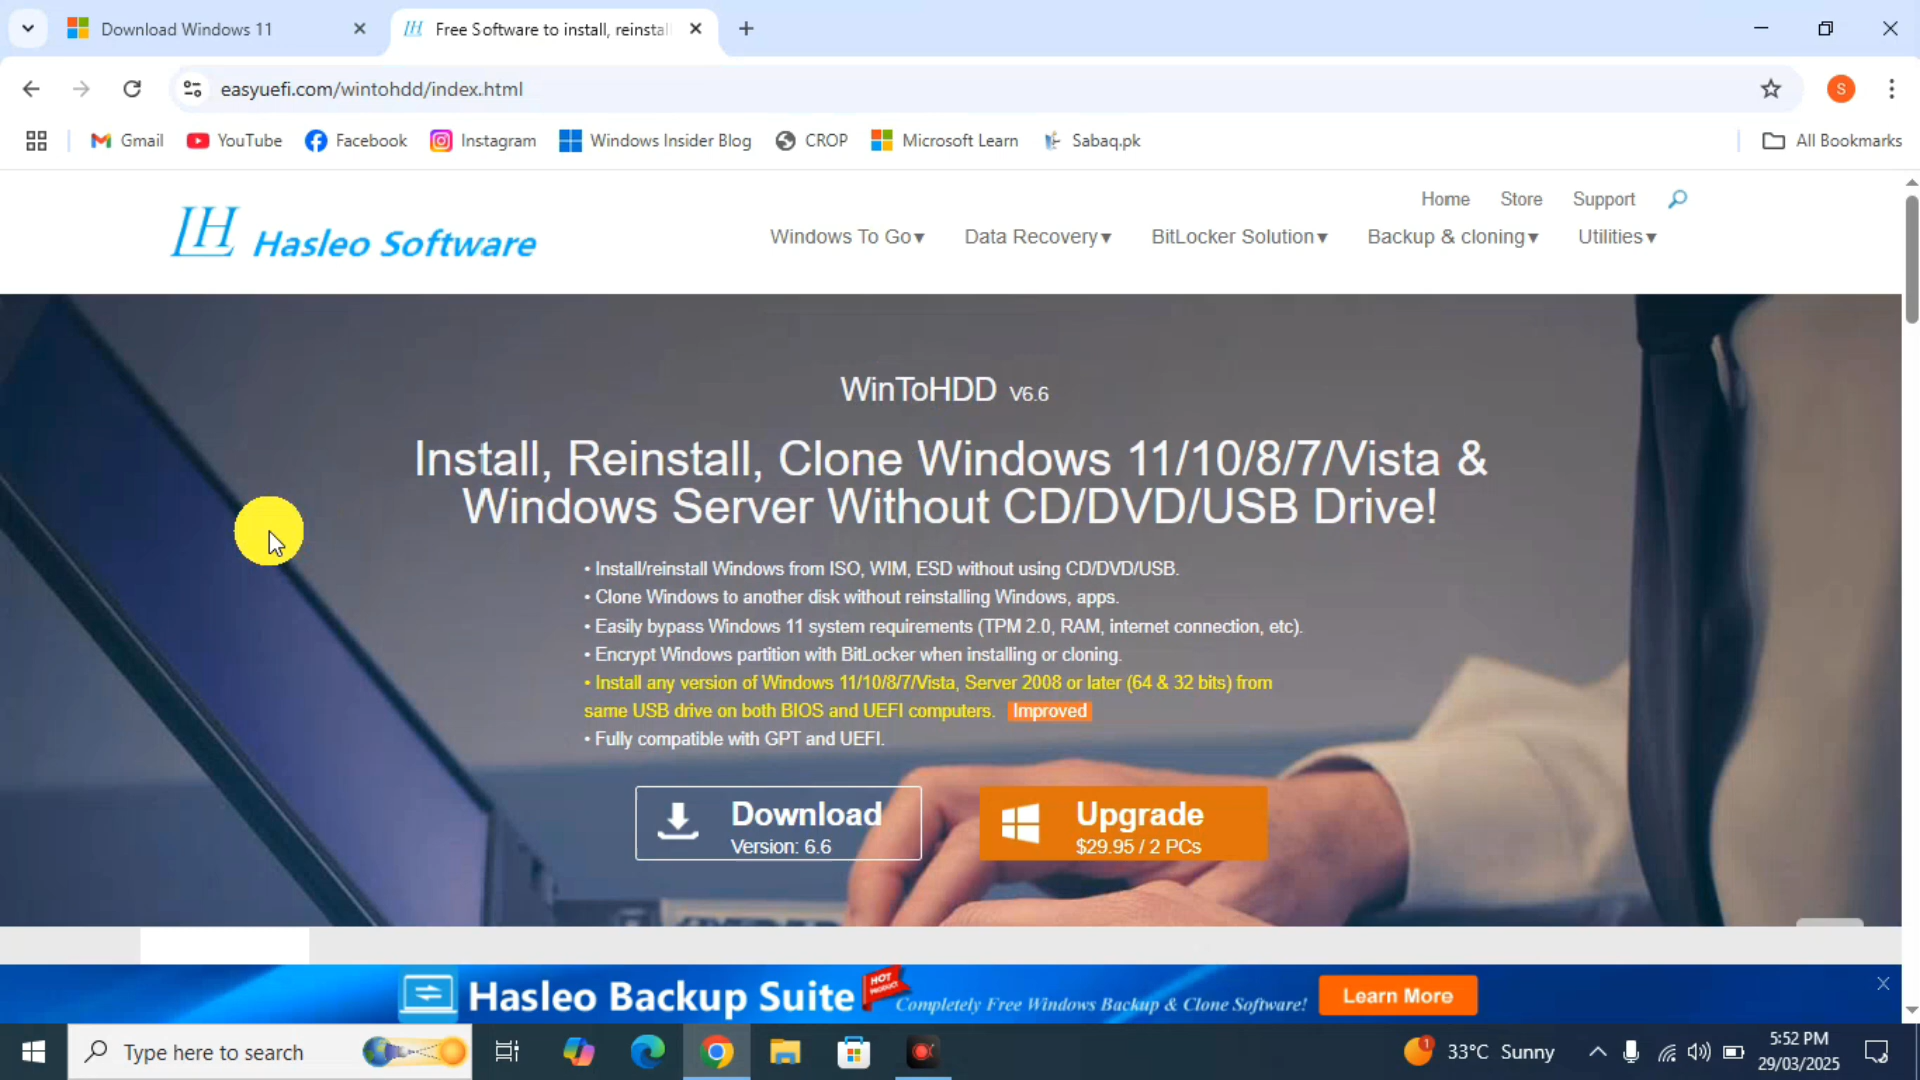 Download Windows 11
Free Software to install, reinstal
easyuefi.com/wintohdd/index.html
S
Gmail
YouTube
Facebook
Instagram
Windows Insider Blog
CROP
Microsoft Learn
Sabaq.pk
All Bookmarks
Home
Store
Support
LH Hasleo Software
Windows To Go▾
Data Recovery▾
BitLocker Solution▾
Backup & cloning▾
Utilities▾
WinToHDD V6.6
Install, Reinstall, Clone Windows 11/10/8/7/Vista &
Windows Server Without CD/DVD/USB Drive!
• Install/reinstall Windows from ISO, WIM, ESD without using CD/DVD/USB.
• Clone Windows to another disk without reinstalling Windows, apps.
• Easily bypass Windows 11 system requirements (TPM 2.0, RAM, internet connection, etc).
• Encrypt Windows partition with BitLocker when installing or cloning.
• Install any version of Windows 11/10/8/7/Vista, Server 2008 or later (64 & 32 bits) from
same USB drive on both BIOS and UEFI computers. Improved
• Fully compatible with GPT and UEFI.
Download
Version: 6.6
Upgrade
$29.95 / 2 PCs
Hasleo Backup Suite
HOT PRODUCT
Completely Free Windows Backup & Clone Software!
Learn More
Type here to search
1
33°C Sunny
5:52 PM
29/03/2025